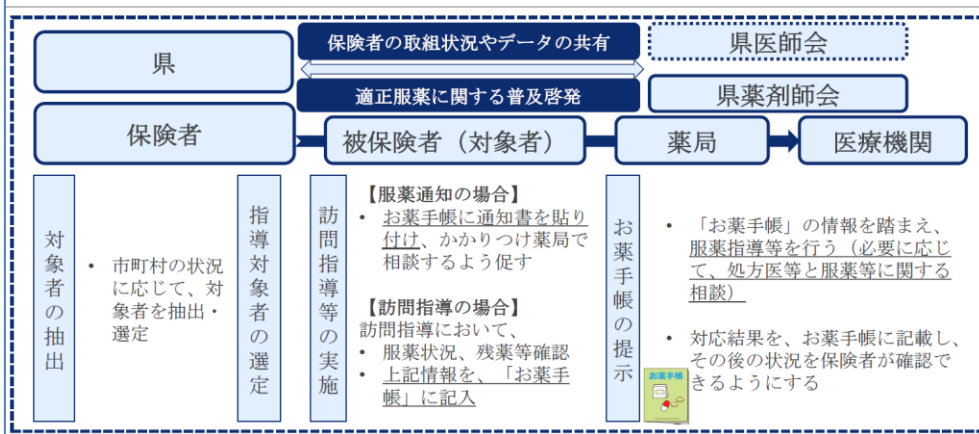 県
保険者の取組状況やデータの共有
適正服薬に関する普及啓発
県医師会
県薬剤師会
保険者
被保険者（対象者）
薬局
医療機関
対象者の抽出
• 市町村の状況
に応じて、対
象者を抽出・
選定
指導対象者の選定
訪問指導等の実施
【服薬通知の場合】
• お薬手帳に通知書を貼り
付け、かかりつけ薬局で
相談するよう促す
【訪問指導の場合】
訪問指導において、
• 服薬状況、残薬等確認
• 上記情報を、「お薬手
帳」に記入
お薬手帳の提示
• 「お薬手帳」の情報を踏まえ、
服薬指導等を行う（必要に応じ
て、処方医等と服薬等に関する
相談）
• 対応結果を、お薬手帳に記載し、
その後の状況を保険者が確認で
きるようにする
お薬手帳